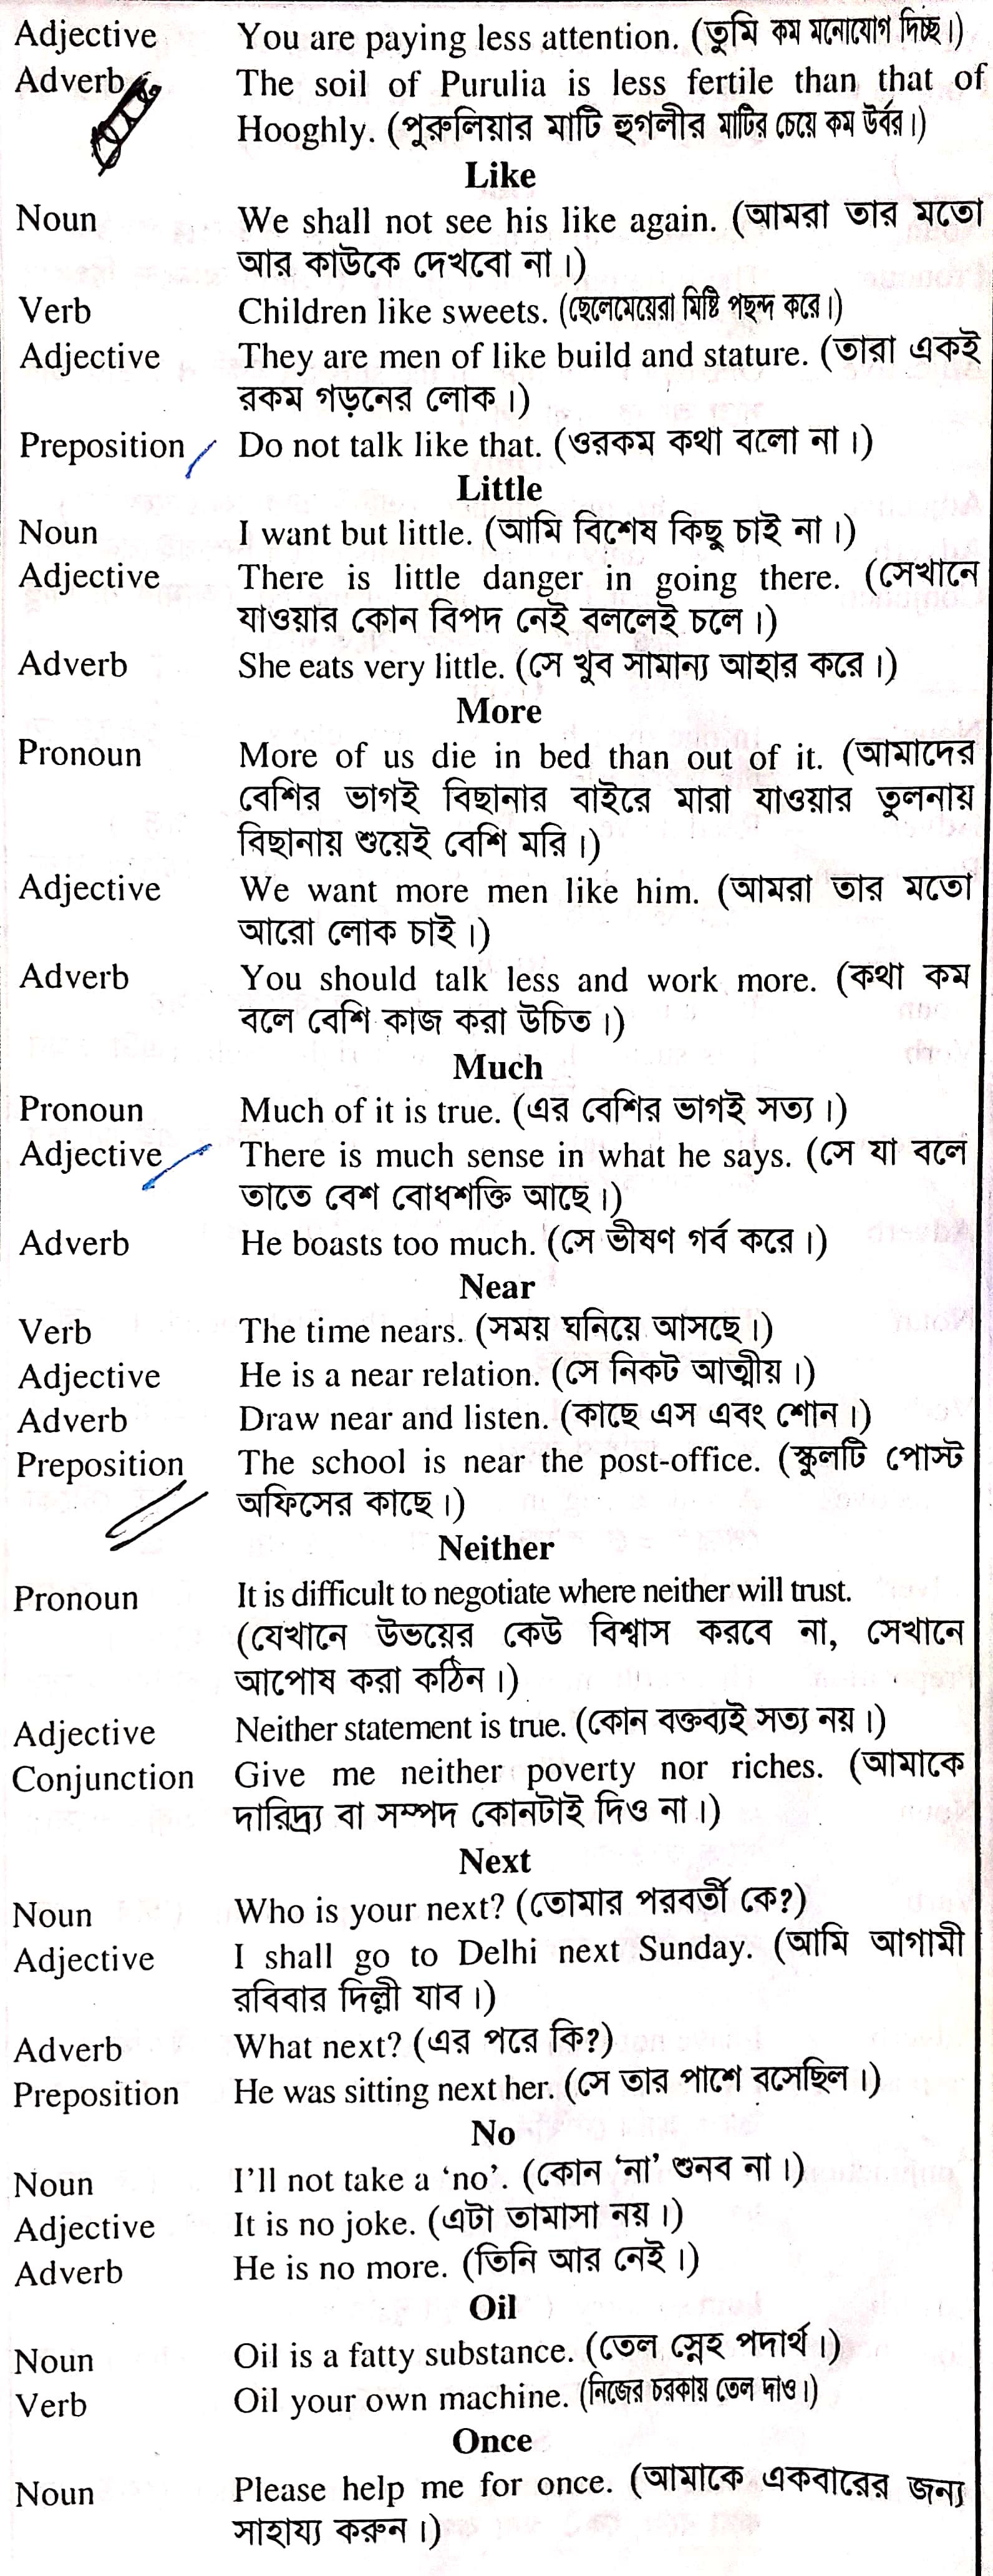 Adjective You are paying less attention. (তুমি কম মনোযোগ দিচ্ছ।)
Adverb The soil of Purulia is less fertile than that of
Hooghly. (পুরুলিয়ার মাটি হুগলীর মাটির চেয়ে কম উর্বর।)
Like
Noun We shall not see his like again. (আমরা তার মতো
আর কাউকে দেখবো না।)
Verb Children like sweets. (ছেলেমেয়েরা মিষ্টি পছন্দ করে।)
Adjective They are men of like build and stature. (তারা একই
রকম গড়নের লোক।)
Preposition Do not talk like that. (ওরকম কথা বলো না।)
Little
Noun I want but little. (আমি বিশেষ কিছু চাই না।)
Adjective There is little danger in going there. (সেখানে
যাওয়ার কোন বিপদ নেই বললেই চলে।)
Adverb She eats very little. (সে খুব সামান্য আহার করে।)
More
Pronoun More of us die in bed than out of it. (আমাদের
বেশির ভাগই বিছানার বাইরে মারা যাওয়ার তুলনায়
বিছানায় শুয়েই বেশি মরি।)
Adjective We want more men like him. (আমরা তার মতো
আরো লোক চাই।)
Adverb You should talk less and work more. (কথা কম
বলে বেশি কাজ করা উচিত।)
Much
Pronoun Much of it is true. (এর বেশির ভাগই সত্য।)
Adjective There is much sense in what he says. (সে যা বলে
তাতে বেশ বোধশক্তি আছে।)
Adverb He boasts too much. (সে ভীষণ গর্ব করে।)
Near
Verb The time nears. (সময় ঘনিয়ে আসছে।)
Adjective He is a near relation. (সে নিকট আত্মীয়।)
Adverb Draw near and listen. (কাছে এস এবং শোন।)
Preposition The school is near the post-office. (স্কুলটি পোস্ট
অফিসের কাছে।)
Neither
Pronoun It is difficult to negotiate where neither will trust.
(যেখানে উভয়ের কেউ বিশ্বাস করবে না, সেখানে
আপোষ করা কঠিন।)
Adjective Neither statement is true. (কোন বক্তব্যই সত্য নয়।)
Conjunction Give me neither poverty nor riches. (আমাকে
দারিদ্র্য বা সম্পদ কোনটাই দিও না।)
Next
Noun Who is your next? (তোমার পরবর্তী কে?)
Adjective I shall go to Delhi next Sunday. (আমি আগামী
রবিবার দিল্লী যাব।)
Adverb What next? (এর পরে কি?)
Preposition He was sitting next her. (সে তার পাশে বসেছিল।)
No
Noun I’ll not take a ‘no’. (কোন ‘না’ শুনব না।)
Adjective It is no joke. (এটা তামাসা নয়।)
Adverb He is no more. (তিনি আর নেই।)
Oil
Noun Oil is a fatty substance. (তেল স্নেহ পদার্থ।)
Verb Oil your own machine. (নিজের চরকায় তেল দাও।)
Once
Noun Please help me for once. (আমাকে একবারের জন্য
সাহায্য করুন।)